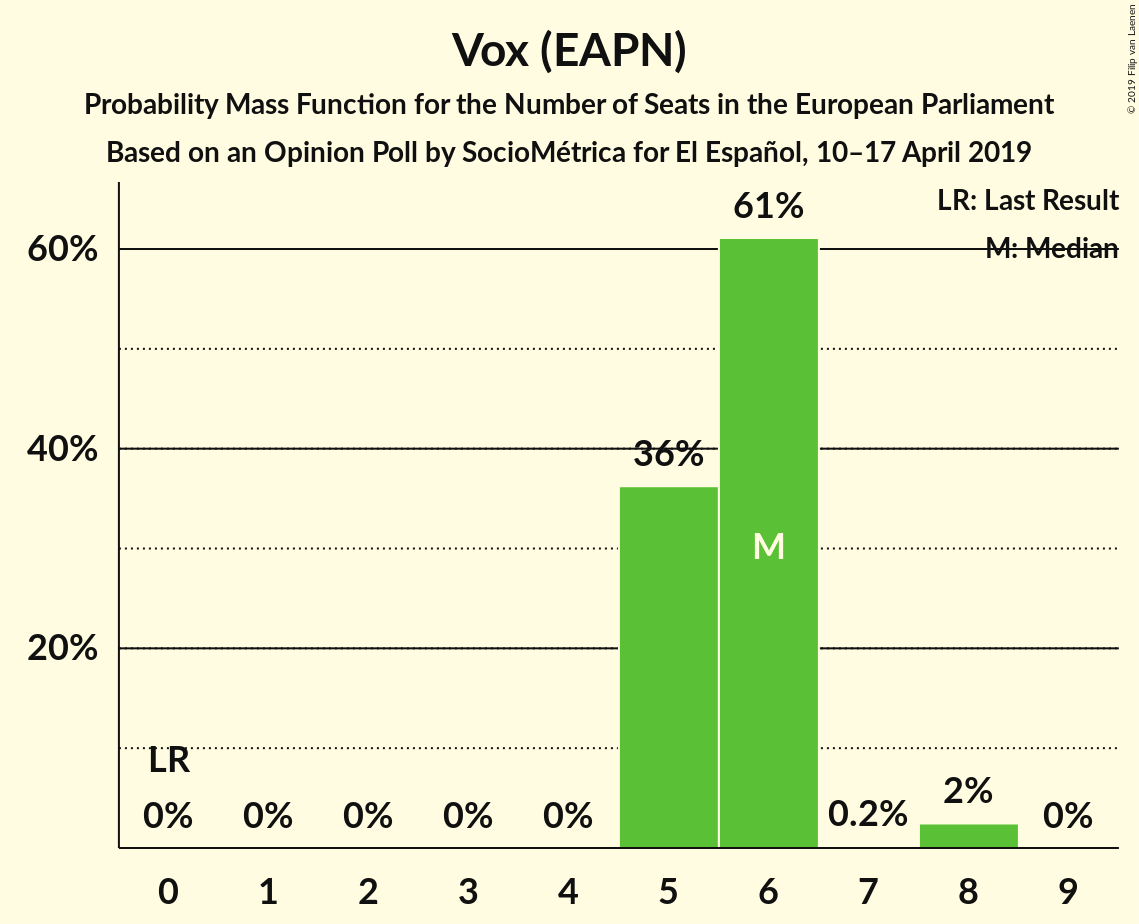 Vox (EAPN)
Probability Mass Function for the Number of Seats in the European Parliament
Based on an Opinion Poll by SocioMétrica for El Español, 10–17 April 2019
© 2019 Filip van Laenen
LR: Last Result
M: Median
61%
60%
40%
36%
M
20%
LR
0% 0% 0% 0% 0% 0.2% 2% 0%
0 1 2 3 4 5 6 7 8 9